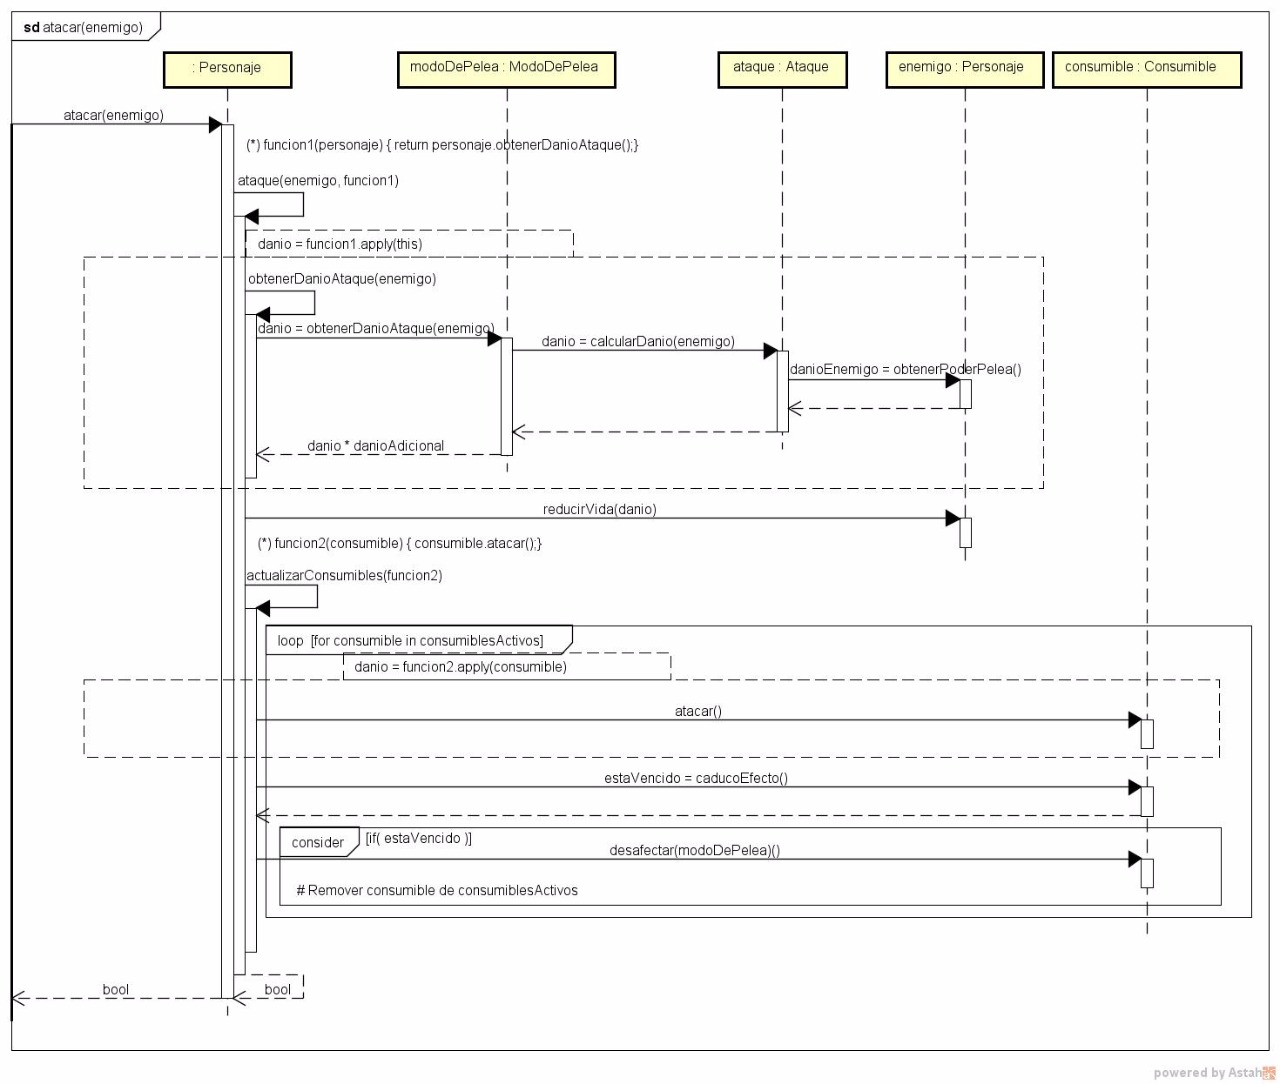 sd atacar(enemigo)
: Personaje
modoDePelea : ModoDePelea
ataque : Ataque
enemigo : Personaje
consumible : Consumible
atacar(enemigo)
(*) funcion1(personaje) { return personaje.obtenerDanioAtaque();}
ataque(enemigo, funcion1)
danio = funcion1.apply(this)
obtenerDanioAtaque(enemigo)
danio = obtenerDanioAtaque(enemigo)
danio = calcularDanio(enemigo)
danioEnemigo = obtenerPoderPelea()
danio * danioAdicional
reducirVida(danio)
(*) funcion2(consumible) { consumible.atacar();}
actualizarConsumibles(funcion2)
loop [for consumible in consumiblesActivos]
danio = funcion2.apply(consumible)
atacar()
estaVencido = caducoEfecto()
consider [if( estaVencido )]
desafectar(modoDePelea)()
# Remover consumible de consumiblesActivos
bool
bool
powered by Astah